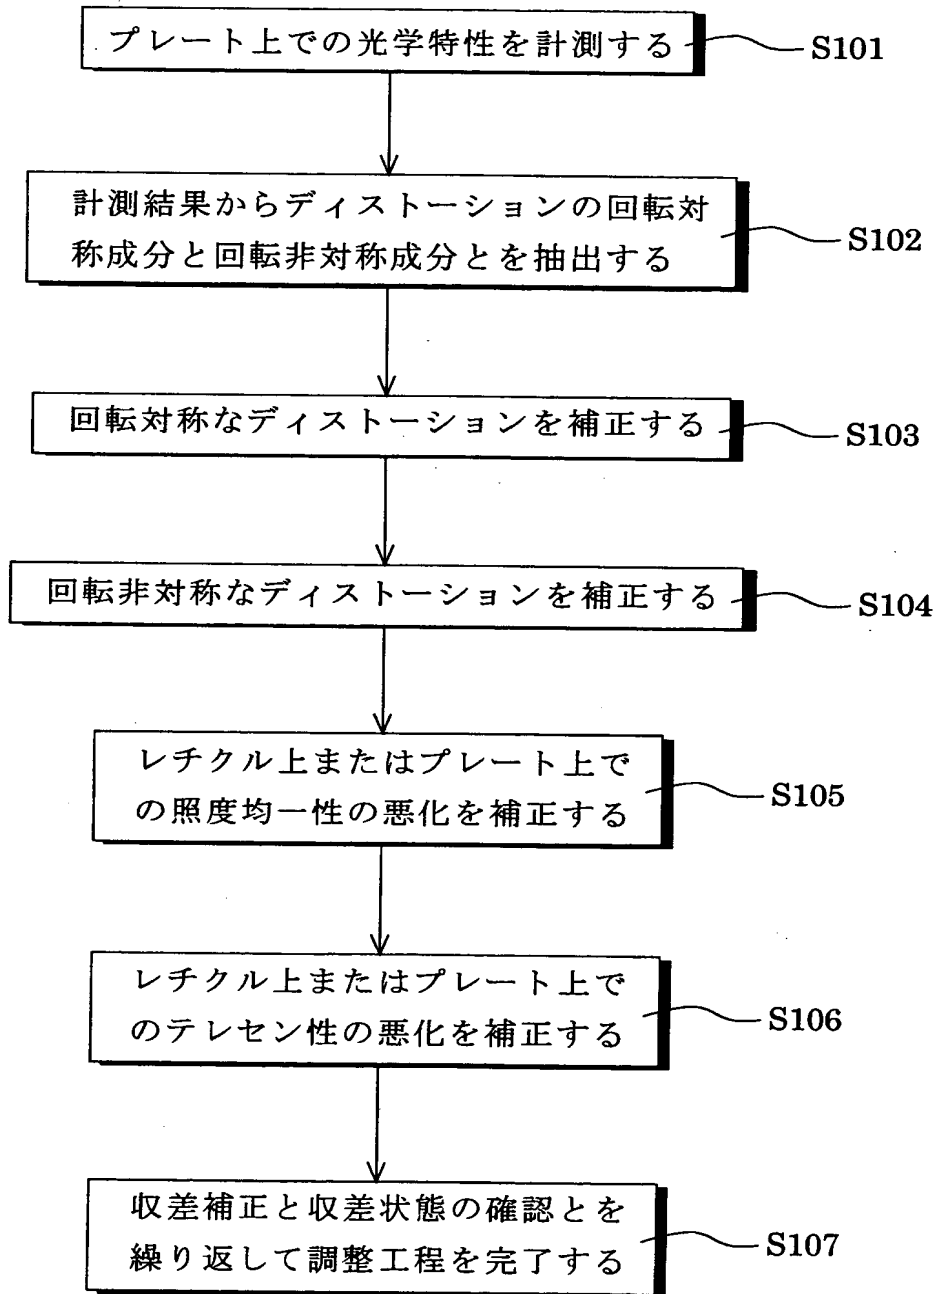 プレート上での光学特性を計測する
S101
計測結果からディストーションの回転対
称成分と回転非対称成分とを抽出する
S102
回転対称なディストーションを補正する
S103
回転非対称なディストーションを補正する
S104
レチクル上またはプレート上で
の照度均一性の悪化を補正する
S105
レチクル上またはプレート上で
のテレセン性の悪化を補正する
S106
収差補正と収差状態の確認とを
繰り返して調整工程を完了する
S107